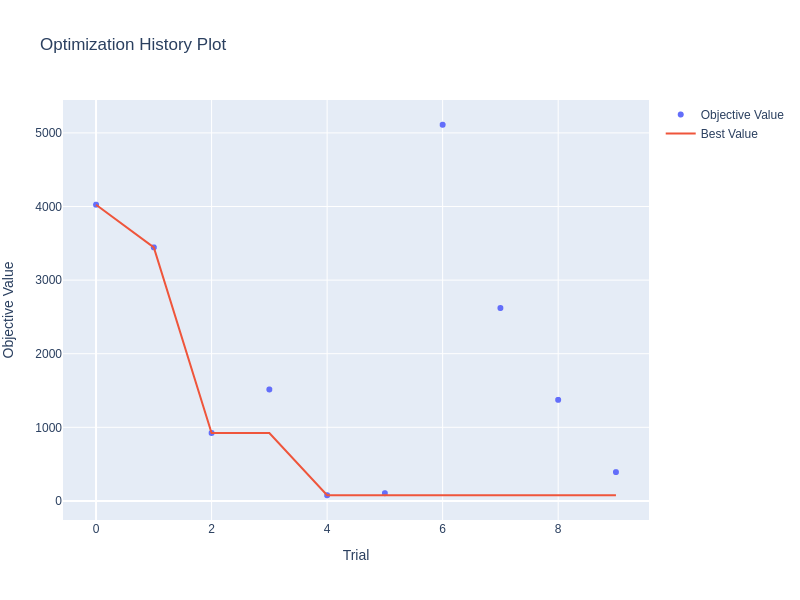 Optimization History Plot
Objective Value
Best Value
5000
4000
3000
2000
1000
0
Objective Value
0 2 4 6 8
Trial